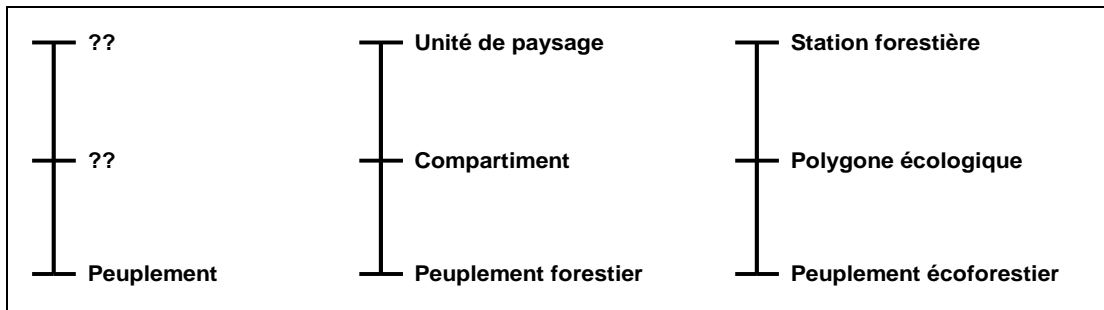 ?? Unité de paysage Station forestière
?? Compartiment Polygone écologique
Peuplement Peuplement forestier Peuplement écoforestier